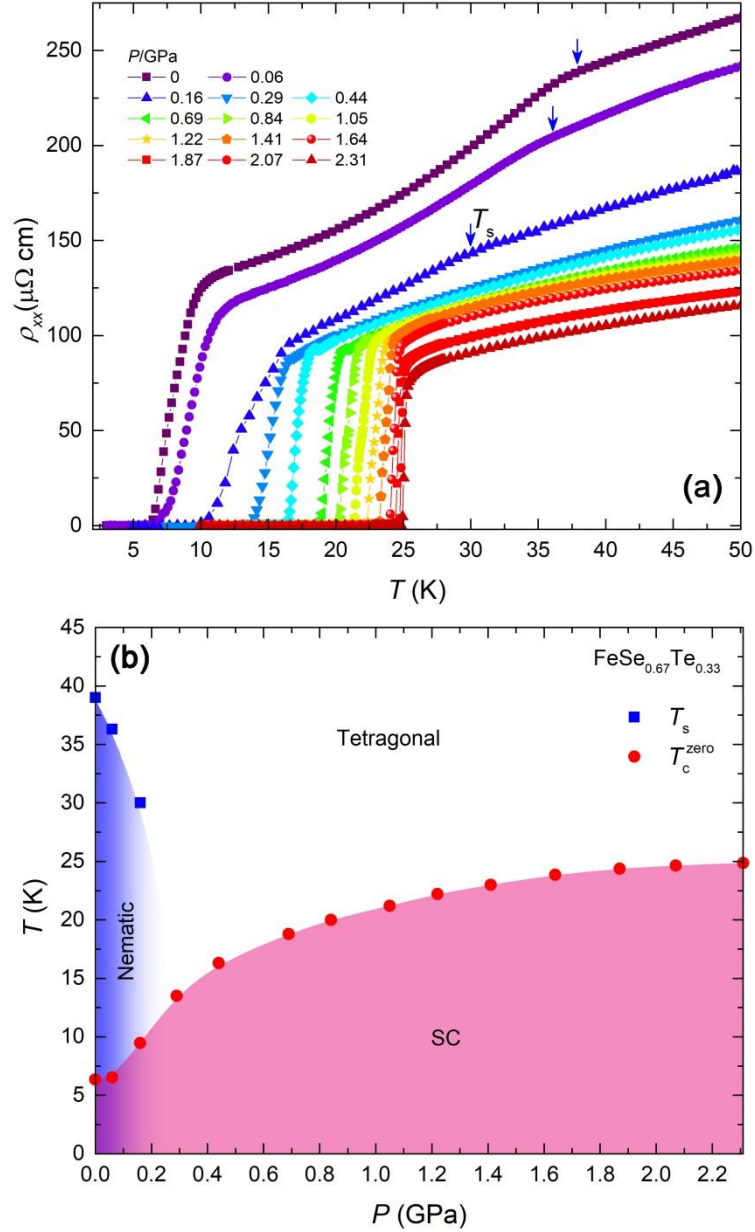 250
200
150
100
50
0
ρxx(μΩ cm)
P/GPa
0 0.06
0.16 0.29 0.44
0.69 0.84 1.05
1.22 1.41 1.64
1.87 2.07 2.31
Ts
(a)
5 10 15 20 25 30 35 40 45 50
T (K)
45
40
35
30
25
20
15
10
5
0
T (K)
(b)
FeSe0.67Te0.33
Ts
Tczero
Tetragonal
Nematic
SC
0.0 0.2 0.4 0.6 0.8 1.0 1.2 1.4 1.6 1.8 2.0 2.2
P (GPa)